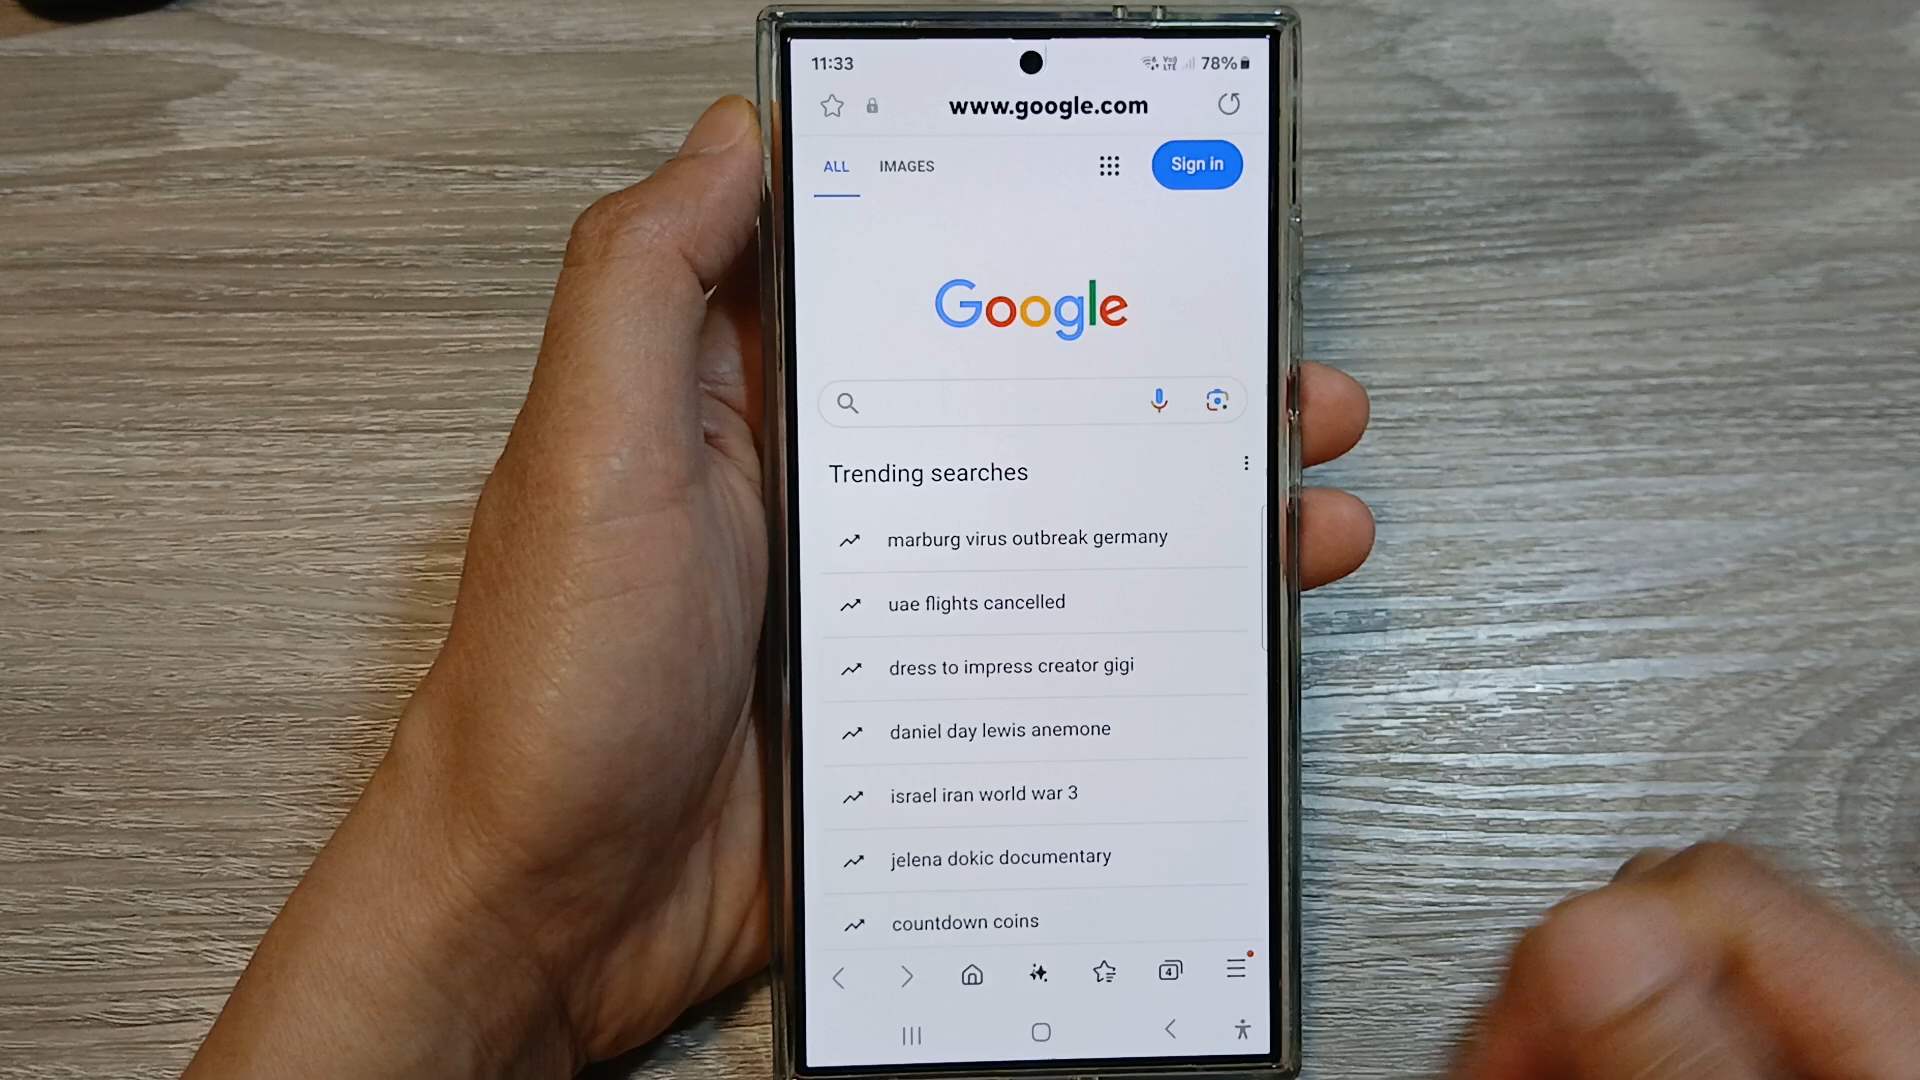 11:33
Vo)) LTE 78%
www.google.com
ALL IMAGES Sign in
Google
Trending searches
marburg virus outbreak germany
uae flights cancelled
dress to impress creator gigi
daniel day lewis anemone
israel iran world war 3
jelena dokic documentary
countdown coins
4